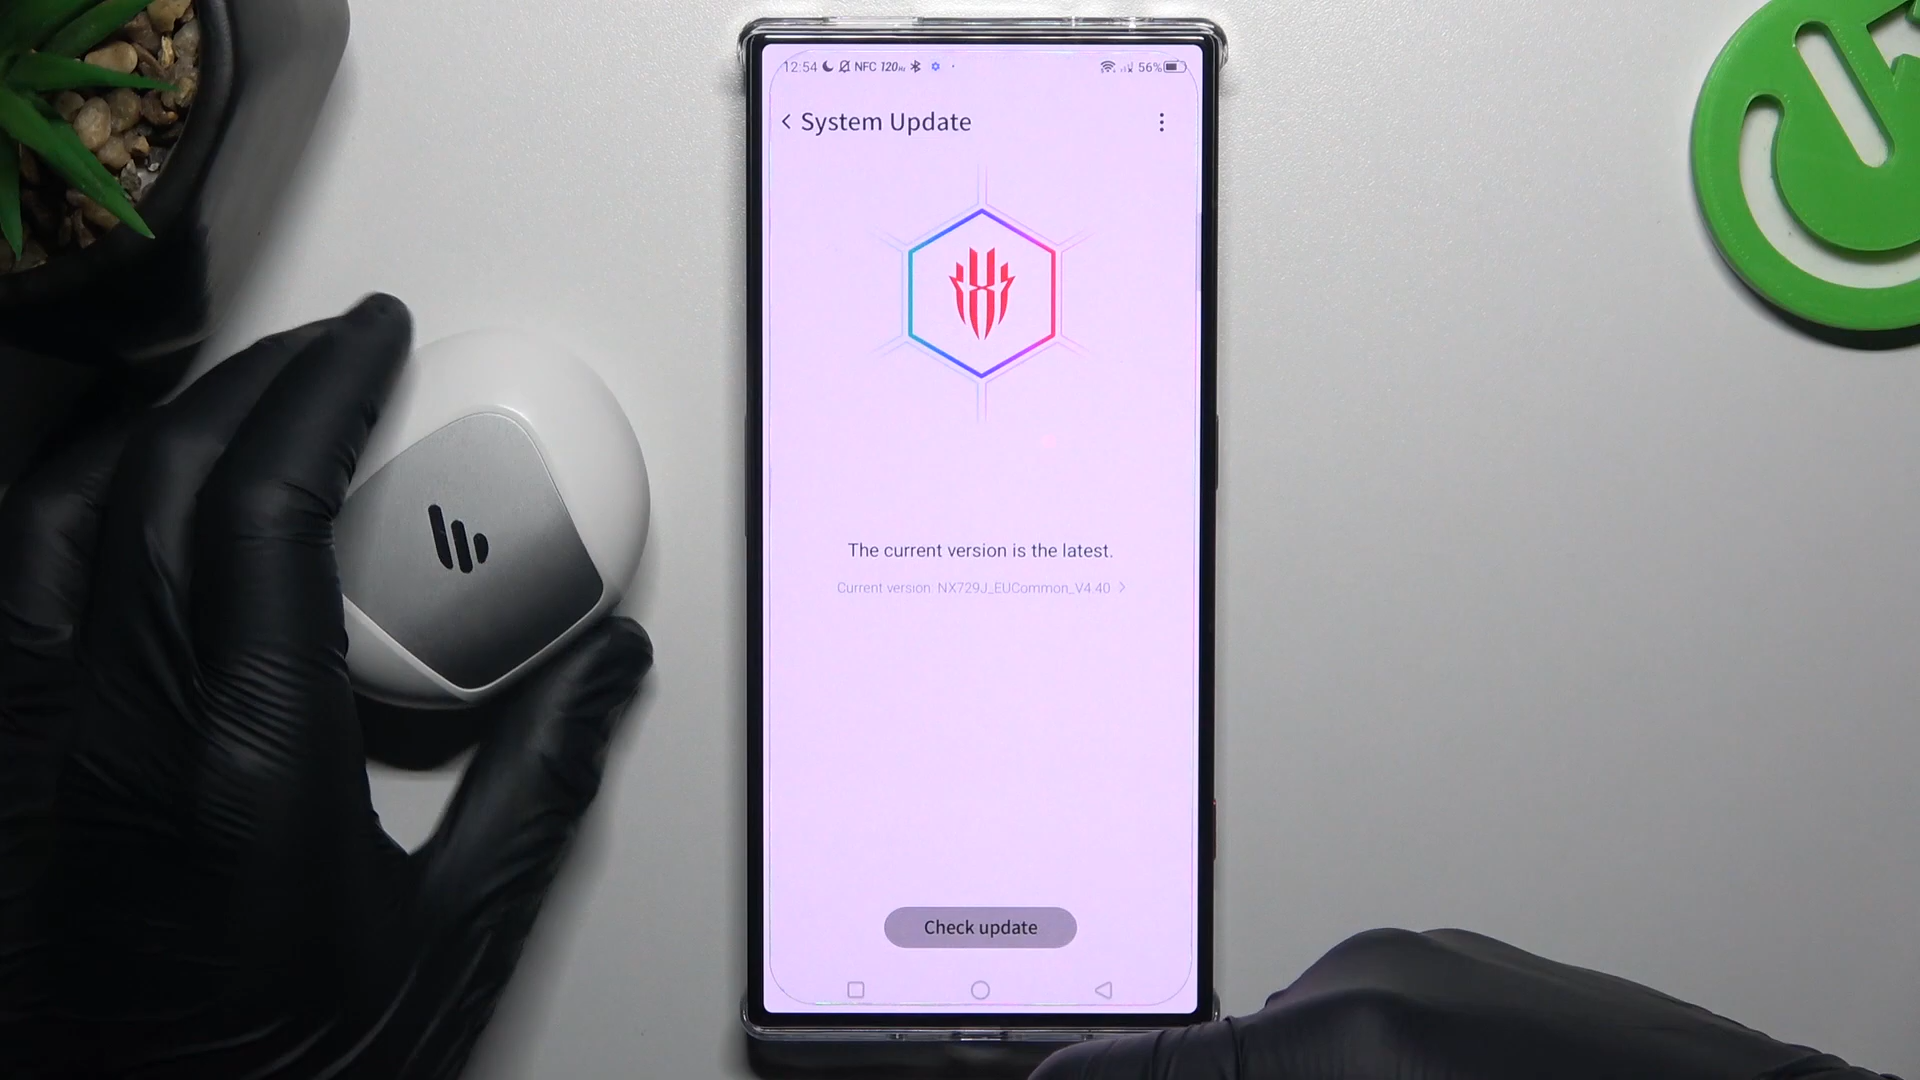 12:54 NFC 120Hz 56%
System Update
The current version is the latest.
Current version: NX729J_EUCommon_V4.40
Check update